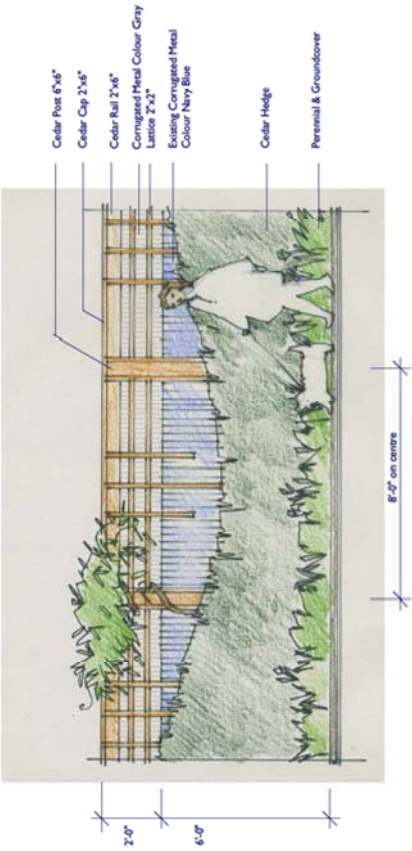 Cedar Post 6"x6"
Cedar Cap 2"x6"
Cedar Rail 2"x6"
Corrugated Metal Colour Gray
Lattice 2"x2"
Existing Corrugated Metal
Colour Navy Blue
Cedar Hedge
Perennial & Groundcover
2'-0"
6'-0"
8'-0" om centre